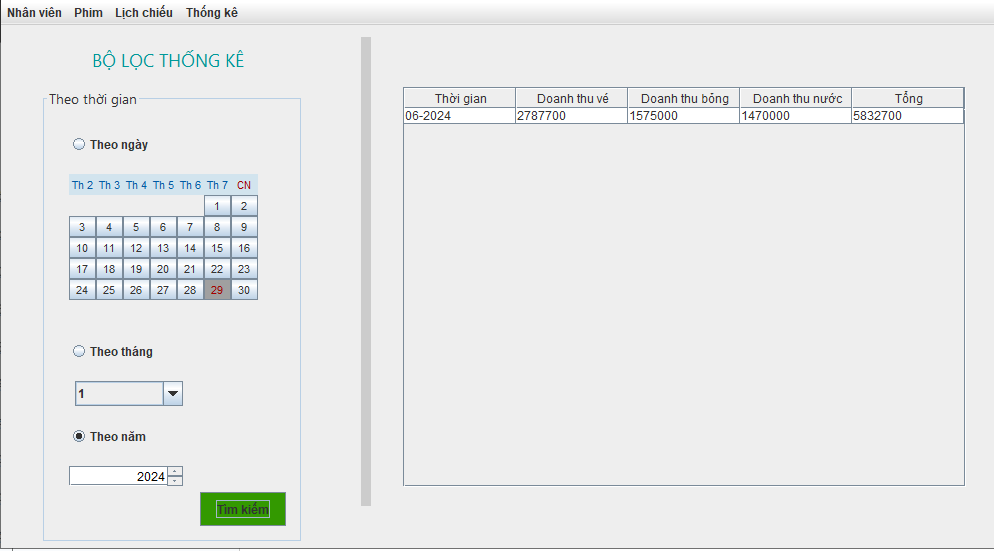 Nhân viên Phim Lịch chiếu Thống kê
BỘ LỌC THỐNG KÊ
Theo thời gian
Theo ngày
Th 2 Th 3 Th 4 Th 5 Th 6 Th 7 CN
1 2
3 4 5 6 7 8 9
10 11 12 13 14 15 16
17 18 19 20 21 22 23
24 25 26 27 28 29 30
Theo tháng
1
Theo năm
2024
Tìm kiếm
Thời gian Doanh thu vé Doanh thu bỏng Doanh thu nước Tổng
06-2024 2787700 1575000 1470000 5832700